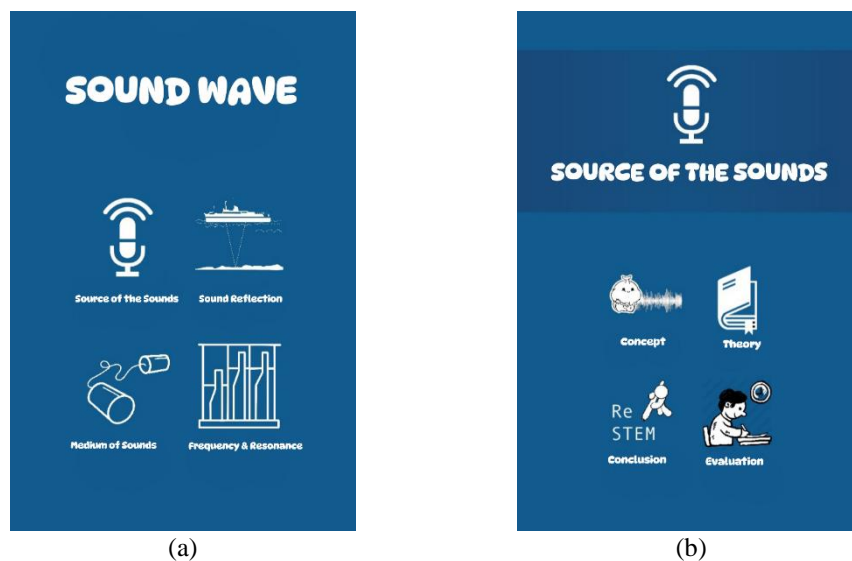 SOUND WAVE
Source of the Sounds
Sound Reflection
Medium of Sounds
Frequency & Resonance
(a)
SOURCE OF THE SOUNDS
Concept
Theory
Re
STEM
Conclusion
Evaluation
(b)